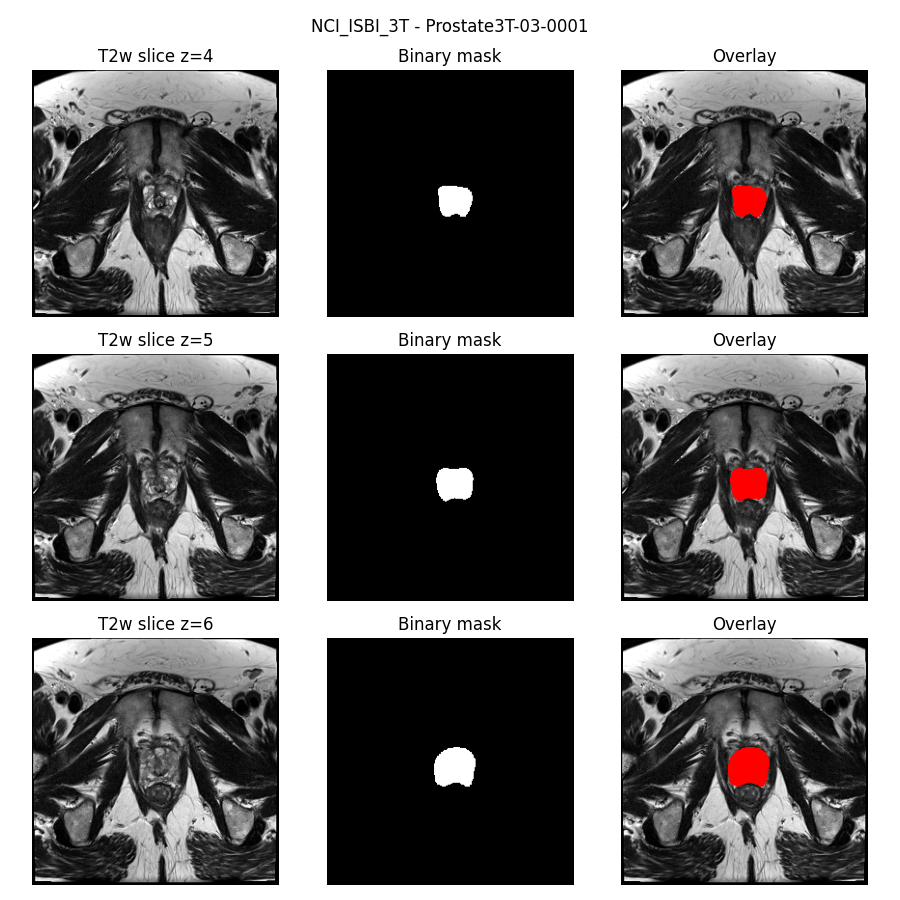 NCI_ISBI_3T - Prostate3T-03-0001
T2w slice z=4
Binary mask
Overlay
T2w slice z=5
Binary mask
Overlay
T2w slice z=6
Binary mask
Overlay